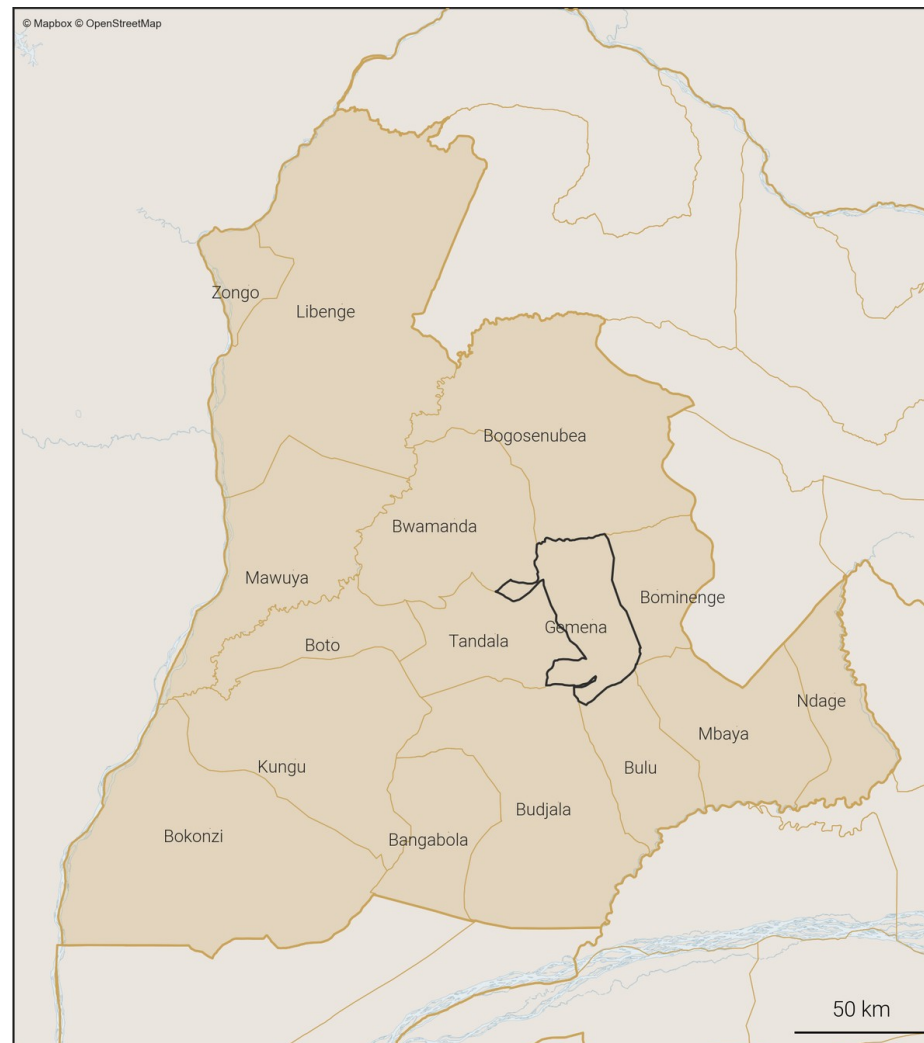 © Mapbox © OpenStreetMap
Zongo
Libenge
Bogosenubea
Bwamanda
Mawuya
Bominenge
Gemena
Tandala
Boto
Ndage
Mbaya
Kungu
Bulu
Budjala
Bokonzi
Bangabola
50 km